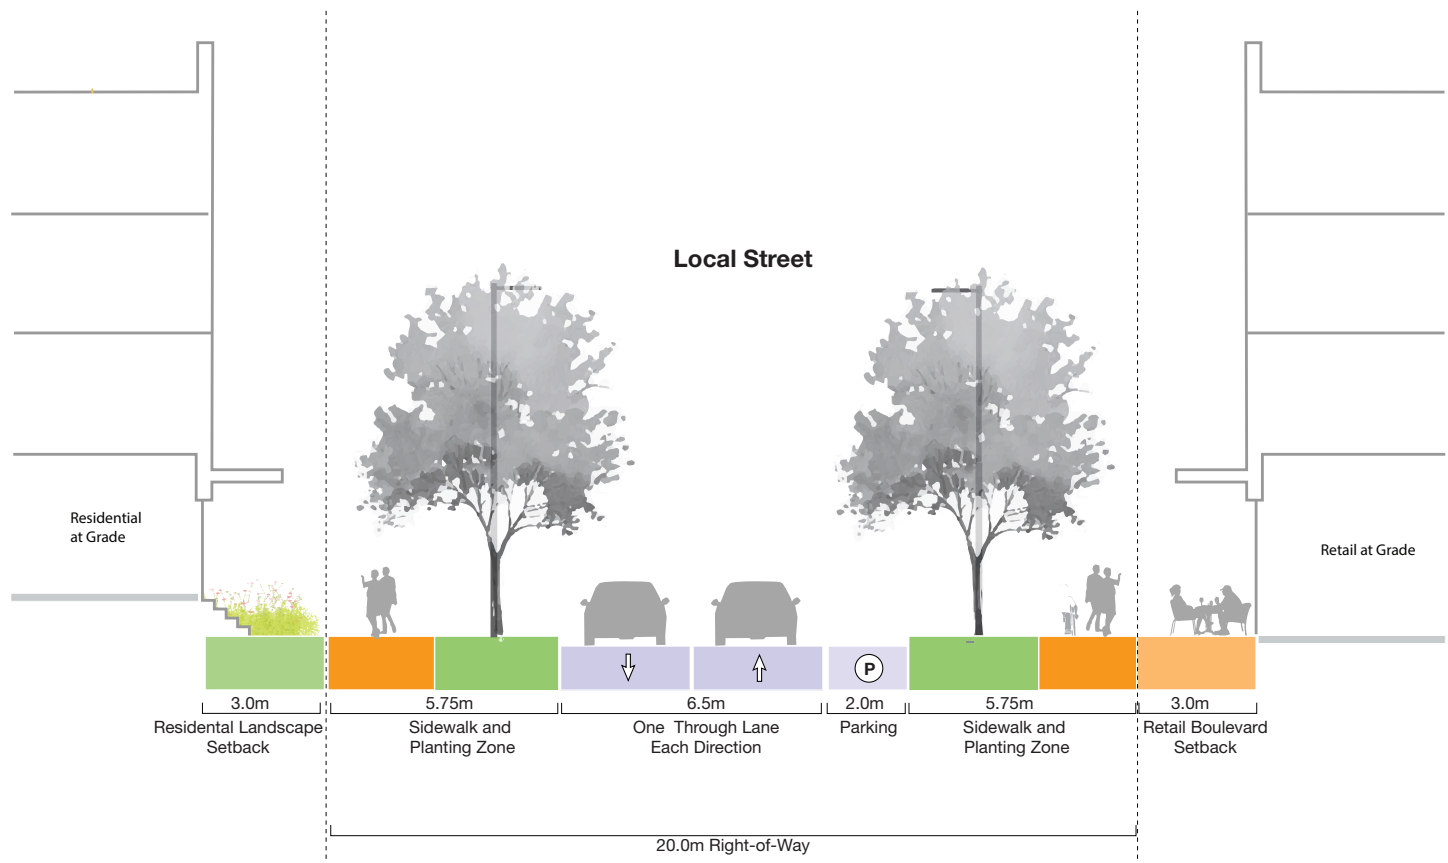 Local Street
Residential
at Grade
Retail at Grade
P
3.0m
Residental Landscape
Setback
5.75m
Sidewalk and
Planting Zone
6.5m
One Through Lane
Each Direction
2.0m
Parking
5.75m
Sidewalk and
Planting Zone
3.0m
Retail Boulevard
Setback
20.0m Right-of-Way